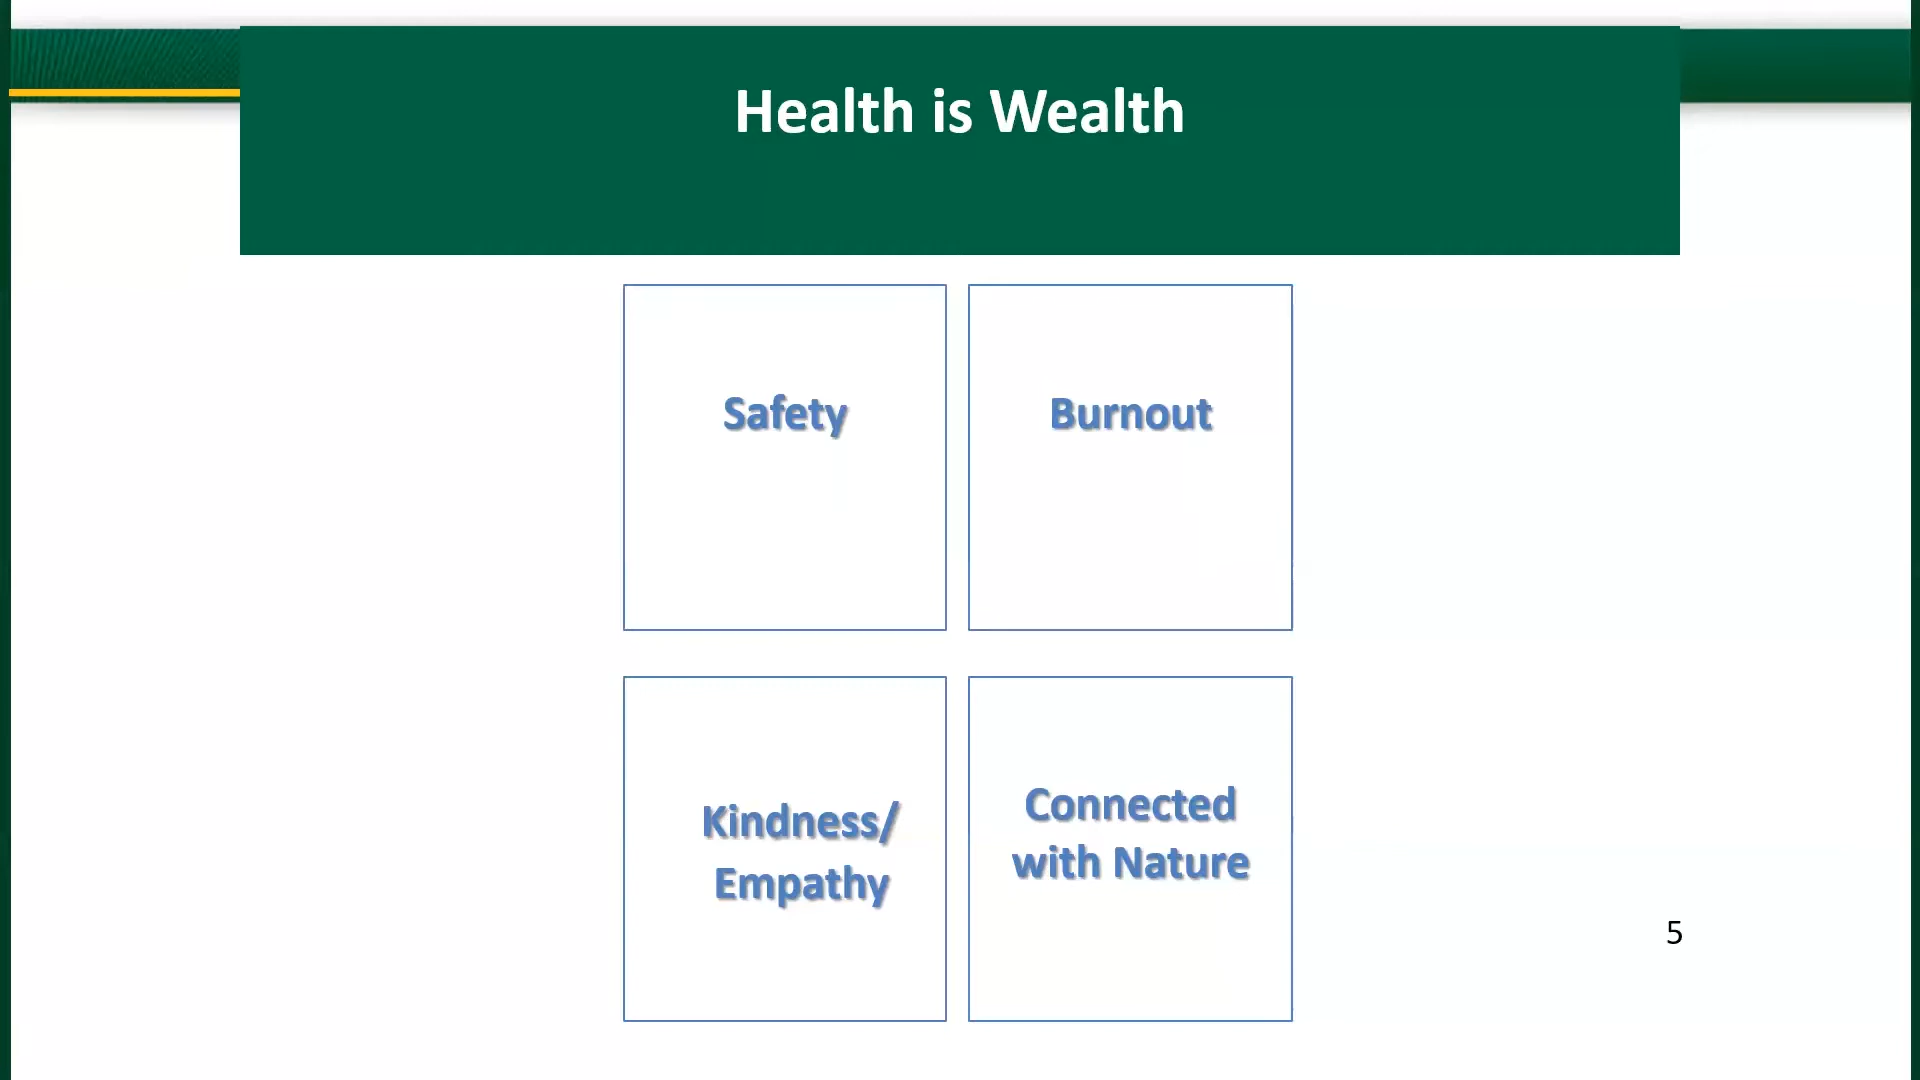 Health is Wealth
Safety
Burnout
Kindness/
Empathy
Connected
with Nature
5